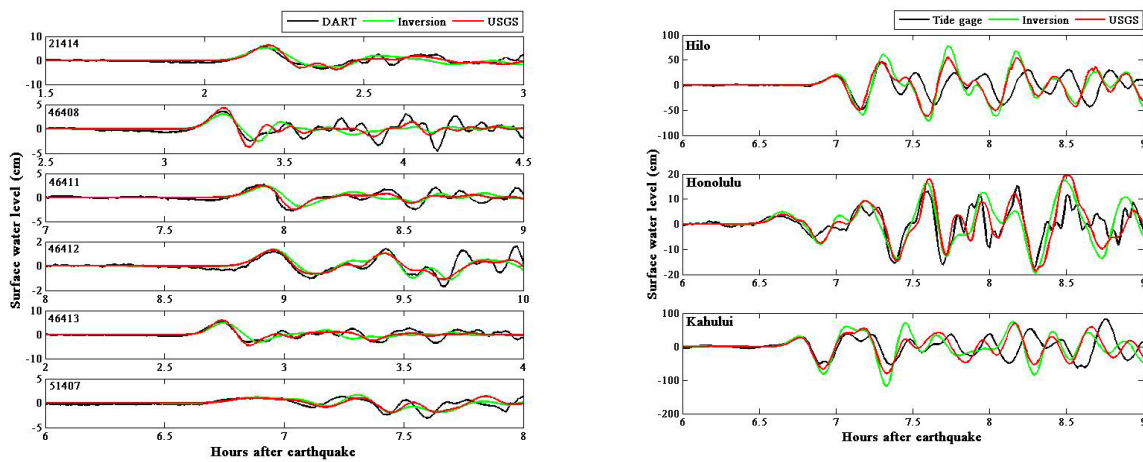 DART Inversion USGS
10
21414
0
-10
1.5 2 2.5 3
5
46408
0
-5
2.5 3 3.5 4 4.5
5
46411
0
-5
7 7.5 8 8.5 9
2
46412
0
-2
8 8.5 9 9.5 10
10
46413
0
-10
2 2.5 3 3.5 4
5
51407
0
-5
6 6.5 7 7.5 8
Surface water level (cm)
Hours after earthquake
Tide gage Inversion USGS
100
Hilo
50
0
-50
-100
6 6.5 7 7.5 8 8.5 9
20
Honolulu
10
0
-10
20
6 6.5 7 7.5 8 8.5 9
100
Kahului
0
-100
-200
6 6.5 7 7.5 8 8.5 9
Surface water level (cm)
Hours after earthquake